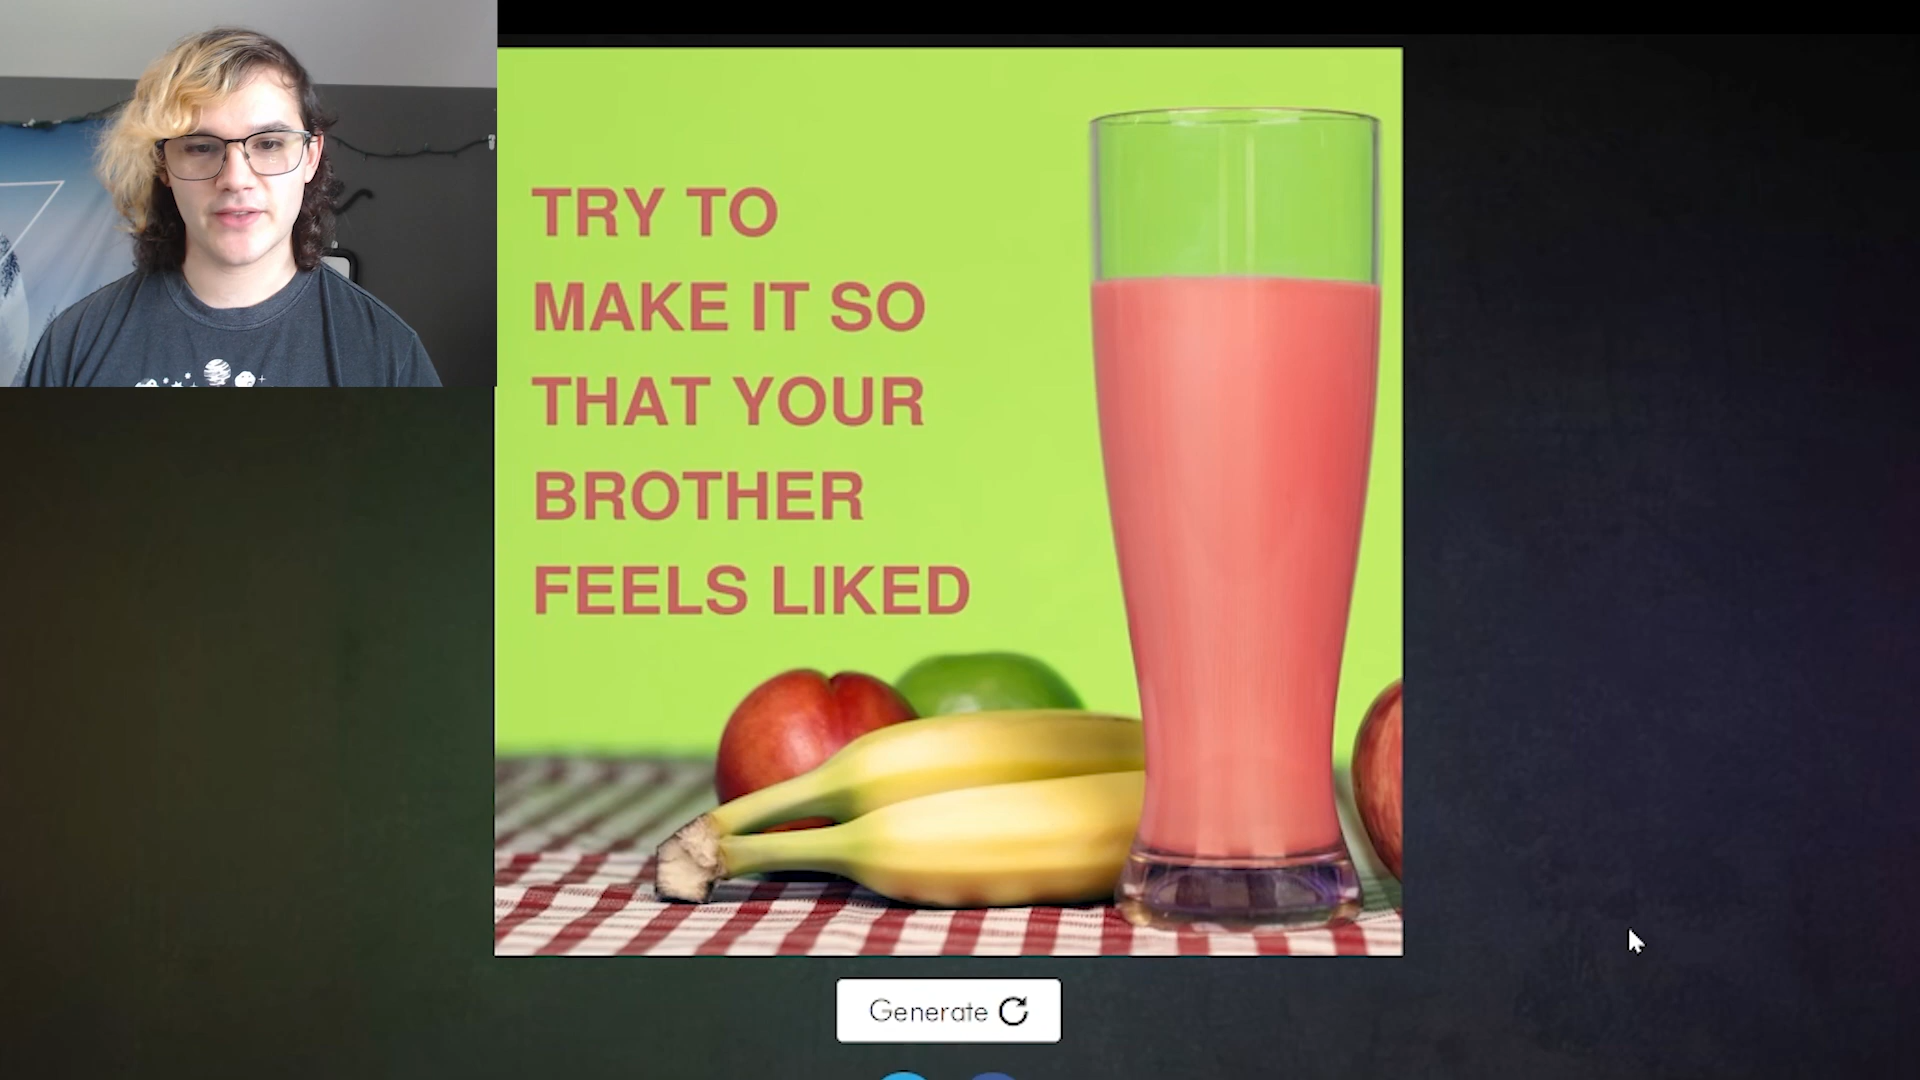 TRY TO
MAKE IT SO
THAT YOUR
BROTHER
FEELS LIKED
Generate